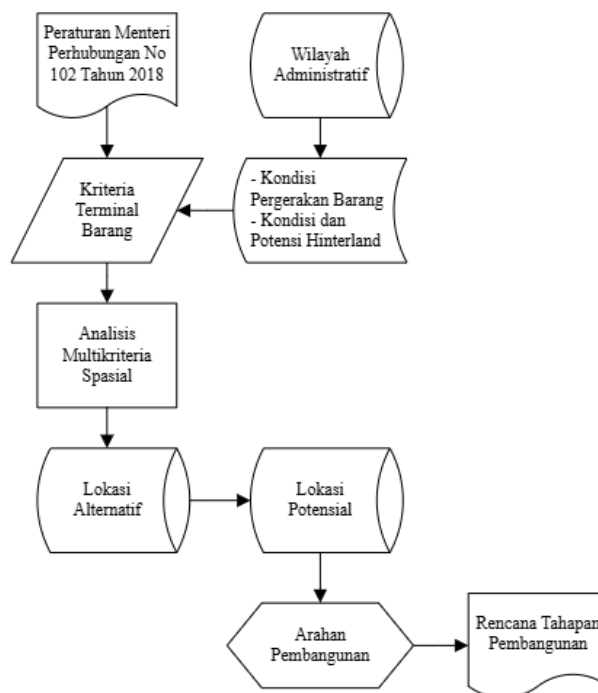 Peraturan Menteri
Perhubungan No
102 Tahun 2018
Wilayah
Administratif
Kriteria
Terminal
Barang
- Kondisi
Pergerakan Barang
- Kondisi dan
Potensi Hinterland
Analisis
Multikriteria
Spasial
Lokasi
Alternatif
Lokasi
Potensial
Arahan
Pembangunan
Rencana Tahapan
Pembangunan